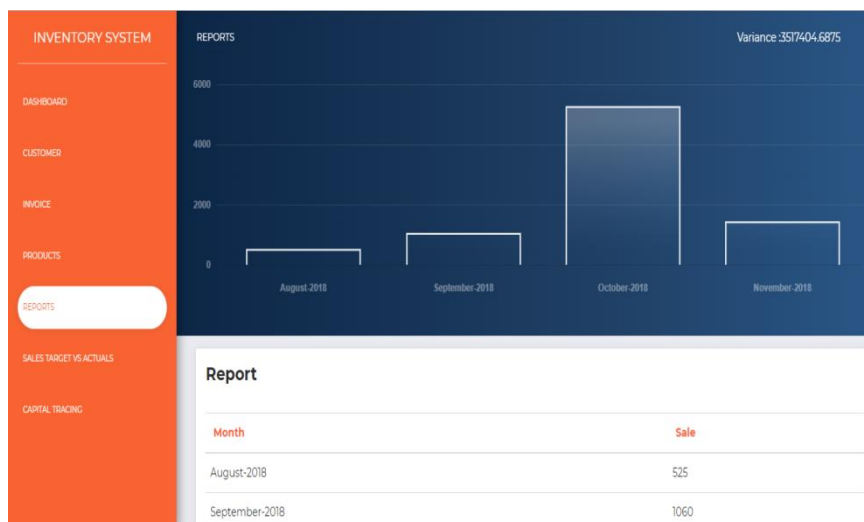 INVENTORY SYSTEM
DASHBOARD
CUSTOMER
INVOICE
PRODUCTS
REPORTS
SALES TARGET VS ACTUALS
CAPITAL TRACING
REPORTS
Variance :3517404.6875
6000
4000
2000
0
August-2018 September-2018 October-2018 November-2018
Report
Month Sale
August-2018 525
September-2018 1060